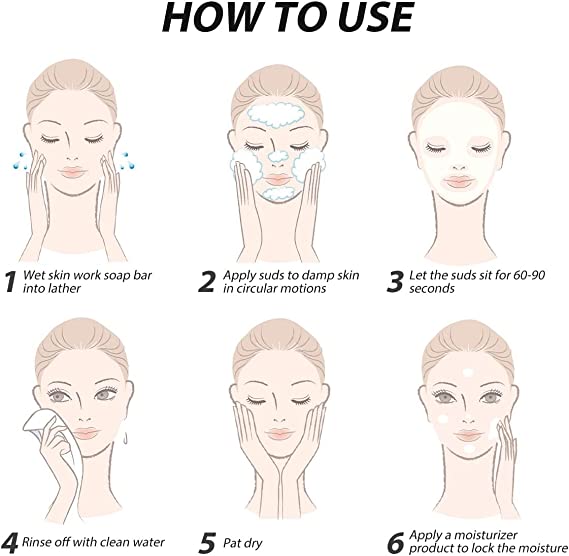 HOW TO USE
1 Wet skin work soap bar
into lather
2 Apply suds to damp skin
in circular motions
3 Let the suds sit for 60-90
seconds
4 Rinse off with clean water
5 Pat dry
6 Apply a moisturizer
product to lock the moisture